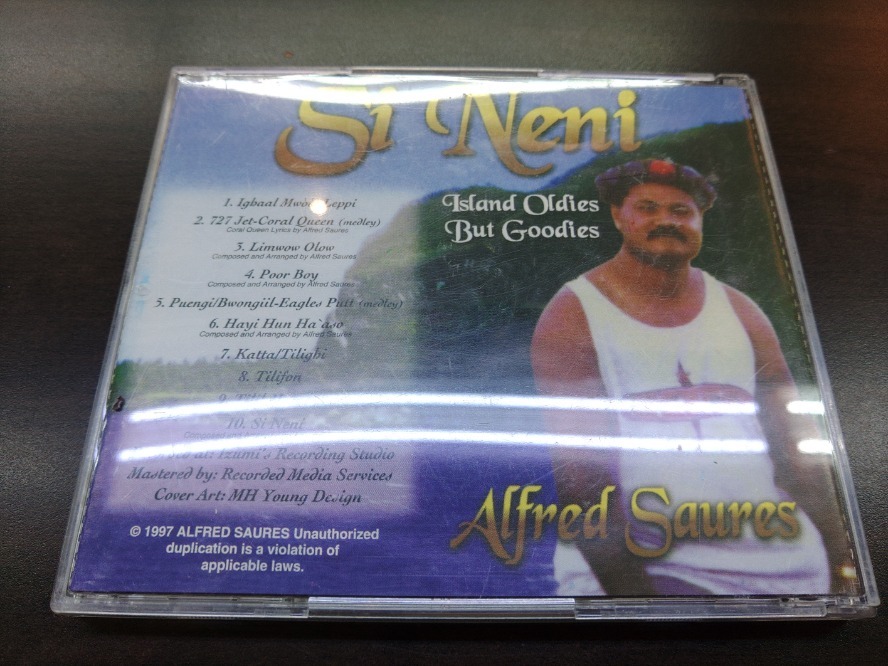 Si Neni
Island Oldies
But Goodies
1. Igbaal Leppi
2. 727 Jet-Coral Queen (medley)
Coral Queen Lyrics by Alfred Saures
3. Limwow Olow
Composed and Arranged by Alfred Saures
4. Poor Boy
Composed and Arranged by Alfred Saures
5. Puengi/Bwongiil-Eagles Putt (medley)
6. Hayi Hun Ha`aso
Composed and Arranged by Alfred Saures
7. Katta/Tilighi
8. Tilifon
9.
10. Si Neni
at: Izumi's Recording Studio
Mastered by: Recorded Media Services
Cover Art: MH Young Design
© 1997 ALFRED SAURES Unauthorized
duplication is a violation of
applicable laws.
Alfred Saures